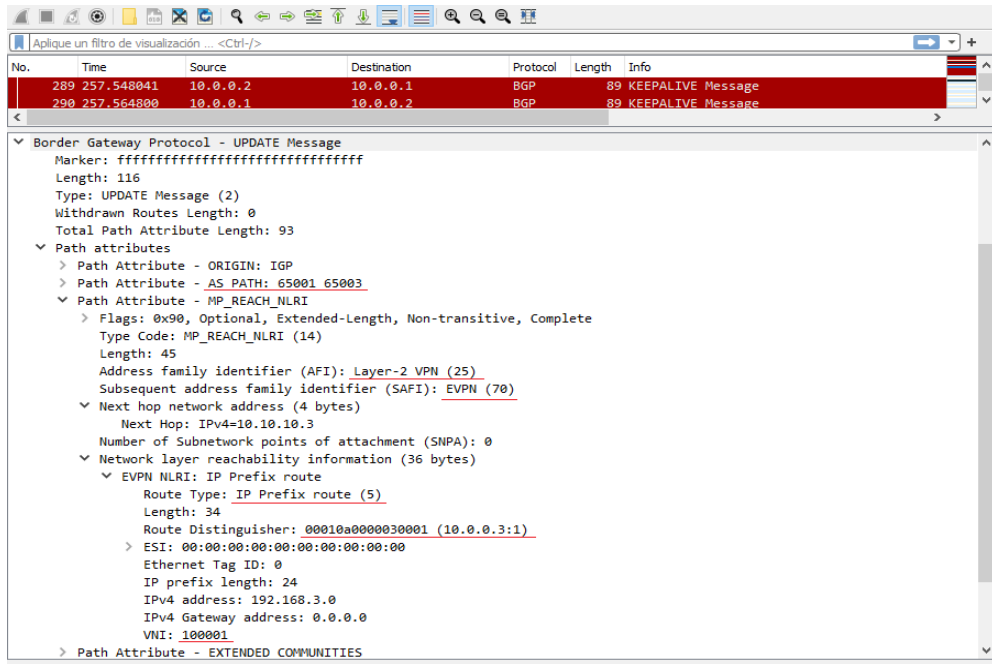 Aplique un filtro de visualización … <Ctrl-/>
No. Time Source Destination Protocol Length Info
289 257.548041 10.0.0.2 10.0.0.1 BGP 89 KEEPALIVE Message
290 257.564800 10.0.0.1 10.0.0.2 BGP 89 KEEPALIVE Message
Border Gateway Protocol - UPDATE Message
Marker: ffffffffffffffffffffffffffffffff
Length: 116
Type: UPDATE Message (2)
Withdrawn Routes Length: 0
Total Path Attribute Length: 93
Path attributes
Path Attribute - ORIGIN: IGP
Path Attribute - AS_PATH: 65001 65003
Path Attribute - MP_REACH_NLRI
Flags: 0x90, Optional, Extended-Length, Non-transitive, Complete
Type Code: MP_REACH_NLRI (14)
Length: 45
Address family identifier (AFI): Layer-2 VPN (25)
Subsequent address family identifier (SAFI): EVPN (70)
Next hop network address (4 bytes)
Next Hop: IPv4=10.10.10.3
Number of Subnetwork points of attachment (SNPA): 0
Network layer reachability information (36 bytes)
EVPN NLRI: IP Prefix route
Route Type: IP Prefix route (5)
Length: 34
Route Distinguisher: 00010a0000030001 (10.0.0.3:1)
ESI: 00:00:00:00:00:00:00:00:00:00
Ethernet Tag ID: 0
IP prefix length: 24
IPv4 address: 192.168.3.0
IPv4 Gateway address: 0.0.0.0
VNI: 100001
Path Attribute - EXTENDED COMMUNITIES